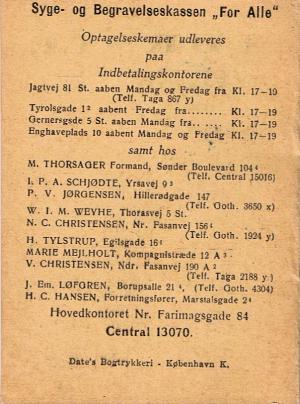 Syge- og Begravelseskassen „For Alle"
Optagelseskemaer udleveres
paa
Indbetalingskontorene
Jagtvej 81 St. aaben Mandag og Fredag fra Kl. 17—19
(Telf. Taga 867 y)
Tyrolsgade 1² aabent Fredag fra........ Kl. 17—19
Gernersgsde 5 St. aaben Mandag fra..... Kl. 17—19
Enghaveplads 10 aabent Mandag og Fredag Kl. 17—19
samt hos
M. THORSAGER Formand, Sønder Boulevard 104⁴
(Telf. Central 15016)
I. P. A. SCHJØDTE, Yrsavej 9³
P. V. JØRGENSEN, Hillerødgade 147
(Telf. Goth. 3650 x)
W. I. M. WEYHE, Thorasvej 5 St.
N. C. CHRISTENSEN, Nr. Fasanvej 156¹
(Telf. Goth. 1924 y)
H. TYLSTRUP, Egilsgade 16¹
MARIE MEJLHOLT, Kompagnistræde 12 A³
V. CHRISTENSEN, Ndr. Fasanvej 190 A²
(Telf. Taga 2188 y)
J. Em. LØFGREN, Borupsalle 21⁴, (Telf. Goth. 4304)
H. C. HANSEN, Forretningsfører, Marstalsgade 2⁴
Hovedkontoret Nr. Farimagsgade 84
Central 13070.
Date's Bogtrykkeri - København K.